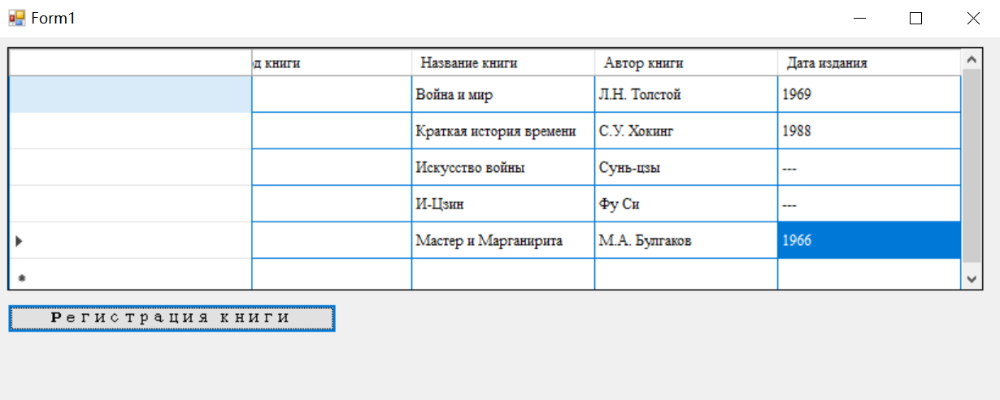 Form1
д книги Название книги Автор книги Дата издания
Война и мир Л.Н. Толстой 1969
Краткая история времени С.У. Хокинг 1988
Искусство войны Сунь-цзы ---
И-Цзин Фу Си ---
Мастер и Марганирита М.А. Булгаков 1966
Регистрация книги